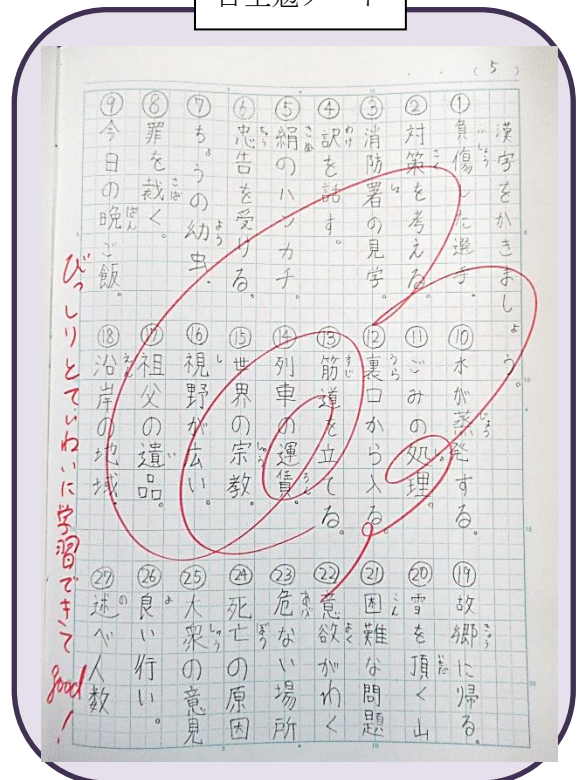 自主勉ノート
(5)
漢字をかきましょう。
①負傷した選手。
②対策を考える。
③消防署の見学。
④訳を話す。
⑤絹のハンカチ。
⑥忠告を受ける。
⑦ちょうの幼虫。
⑧罪を裁く。
⑨今日の晩ご飯。
⑩水が蒸発する。
⑪ごみの処理。
⑫裏口から入る。
⑬筋道を立てる。
⑭列車の運賃。
⑮世界の宗教。
⑯視野が広い。
⑰祖父の遺品。
⑱沿岸の地域。
⑲故郷に帰る。
⑳雪を頂く山
㉑困難な問題
㉒意欲がわく
㉓危ない場所
㉔死亡の原因
㉕大衆の意見
㉖良い行い。
㉗述べ人数
びっしりとていねいに学習できてgood!